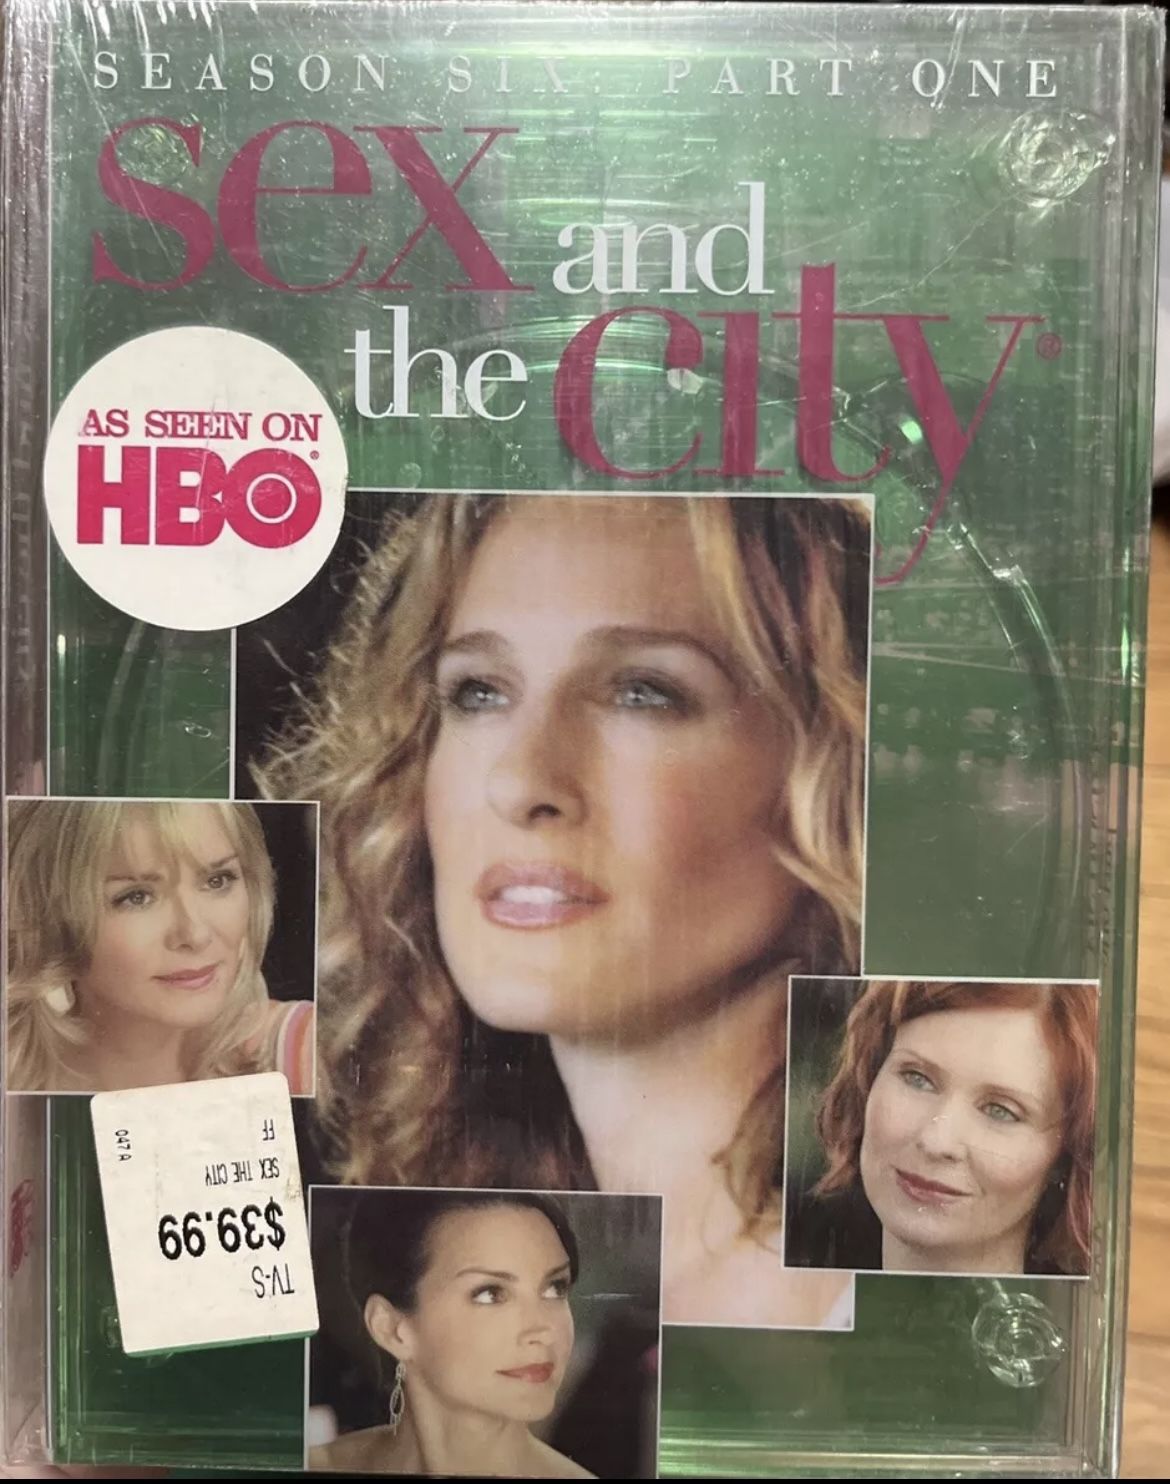 SEASON SIX PART ONE
sex and
the city®
AS SEEN ON
HBO®
TV-S
$39.99
SEX THE CITY
FF
047A